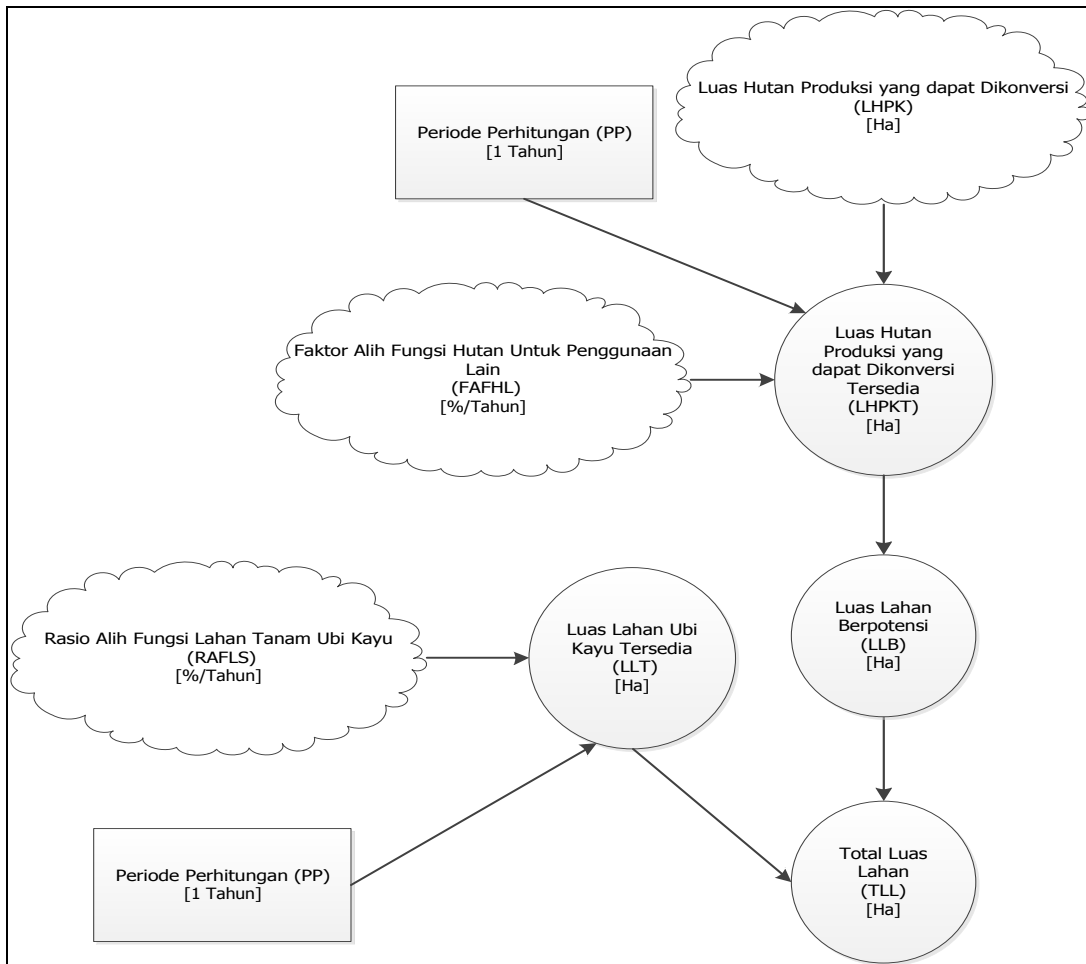 Luas Hutan Produksi yang dapat Dikonversi
(LHPK)
[Ha]
Periode Perhitungan (PP)
[1 Tahun]
Faktor Alih Fungsi Hutan Untuk Penggunaan
Lain
(FAFHL)
[%/Tahun]
Luas Hutan
Produksi yang
dapat Dikonversi
Tersedia
(LHPKT)
[Ha]
Rasio Alih Fungsi Lahan Tanam Ubi Kayu
(RAFLS)
[%/Tahun]
Luas Lahan Ubi
Kayu Tersedia
(LLT)
[Ha]
Luas Lahan
Berpotensi
(LLB)
[Ha]
Periode Perhitungan (PP)
[1 Tahun]
Total Luas
Lahan
(TLL)
[Ha]